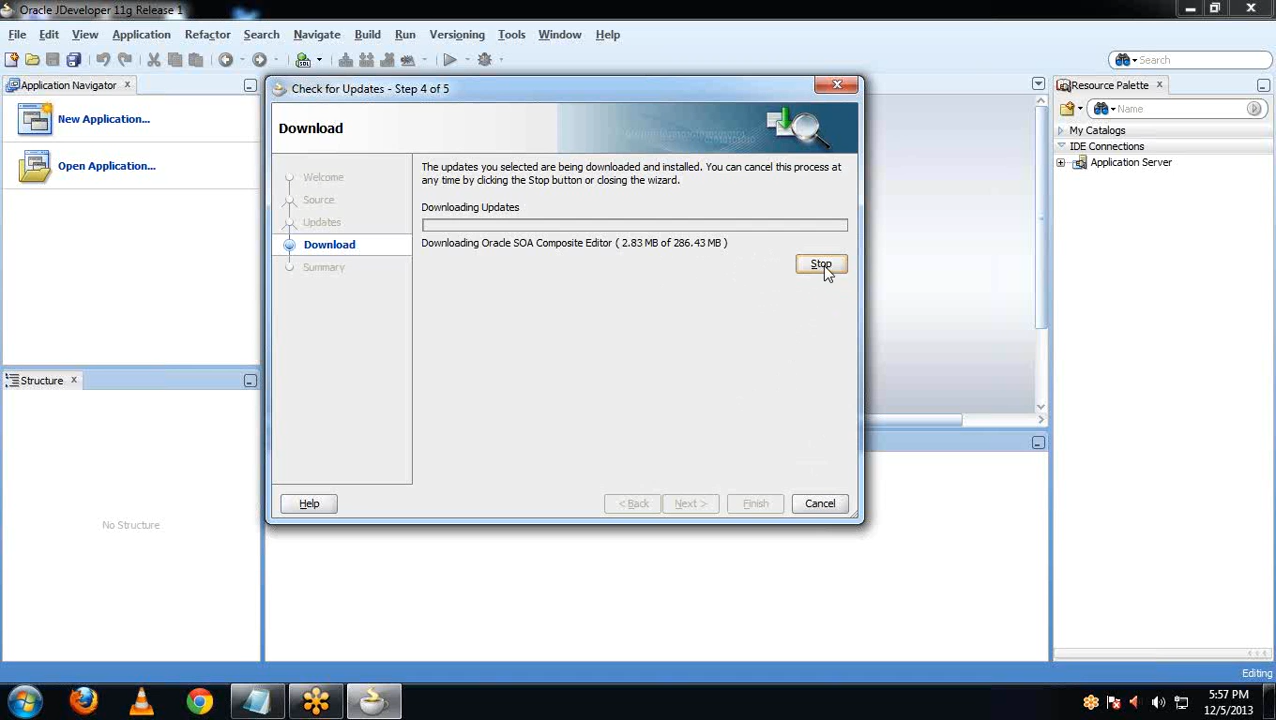 Oracle JDeveloper 11g Release 1
File Edit View Application Refactor Search Navigate Build Run Versioning Tools Window Help
Search
Application Navigator
New Application...
Open Application...
Structure
No Structure
Check for Updates - Step 4 of 5
Download
Welcome
Source
Updates
Download
Summary
The updates you selected are being downloaded and installed. You can cancel this process at
any time by clicking the Stop button or closing the wizard.
Downloading Updates
Downloading Oracle SOA Composite Editor ( 2.83 MB of 286.43 MB )
Stop
Help
< Back
Next >
Finish
Cancel
Resource Palette
Name
My Catalogs
IDE Connections
Application Server
Editing
5:57 PM
12/5/2013